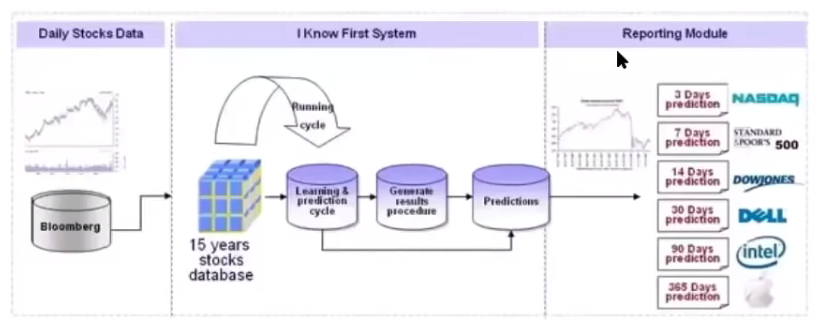 Daily Stocks Data
I Know First System
Reporting Module
Running
cycle
Bloomberg
15 years
stocks
database
Learning &
prediction
cycle
Generate
results
procedure
Predictions
3 Days
prediction
NASDAQ
7 Days
prediction
STANDARD
&POOR'S 500
14 Days
prediction
DOWJONES
30 Days
prediction
DELL
90 Days
prediction
intel
365 Days
prediction